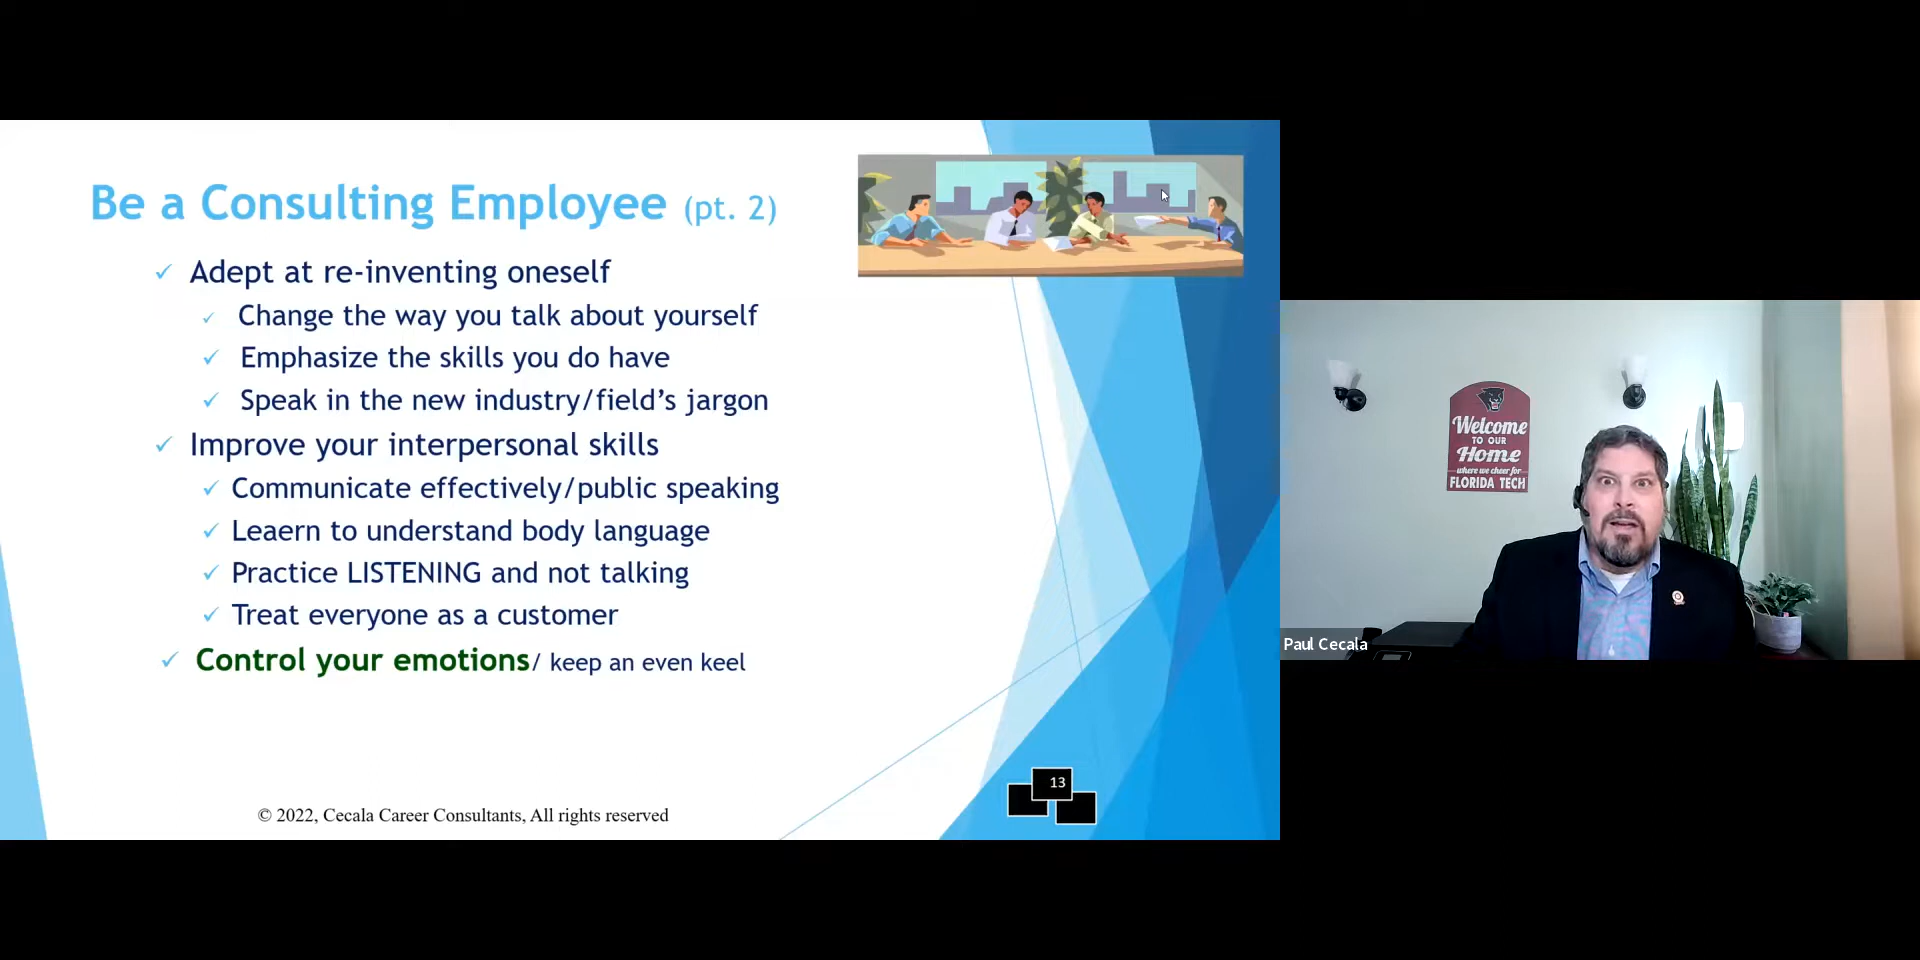 Be a Consulting Employee (pt. 2)
Adept at re-inventing oneself
Change the way you talk about yourself
Emphasize the skills you do have
Speak in the new industry/field’s jargon
Improve your interpersonal skills
Communicate effectively/public speaking
Leaern to understand body language
Practice LISTENING and not talking
Treat everyone as a customer
Control your emotions/ keep an even keel
© 2022, Cecala Career Consultants, All rights reserved
13
Welcome
TO OUR
Home
where we cheer for
FLORIDA TECH
Paul Cecala